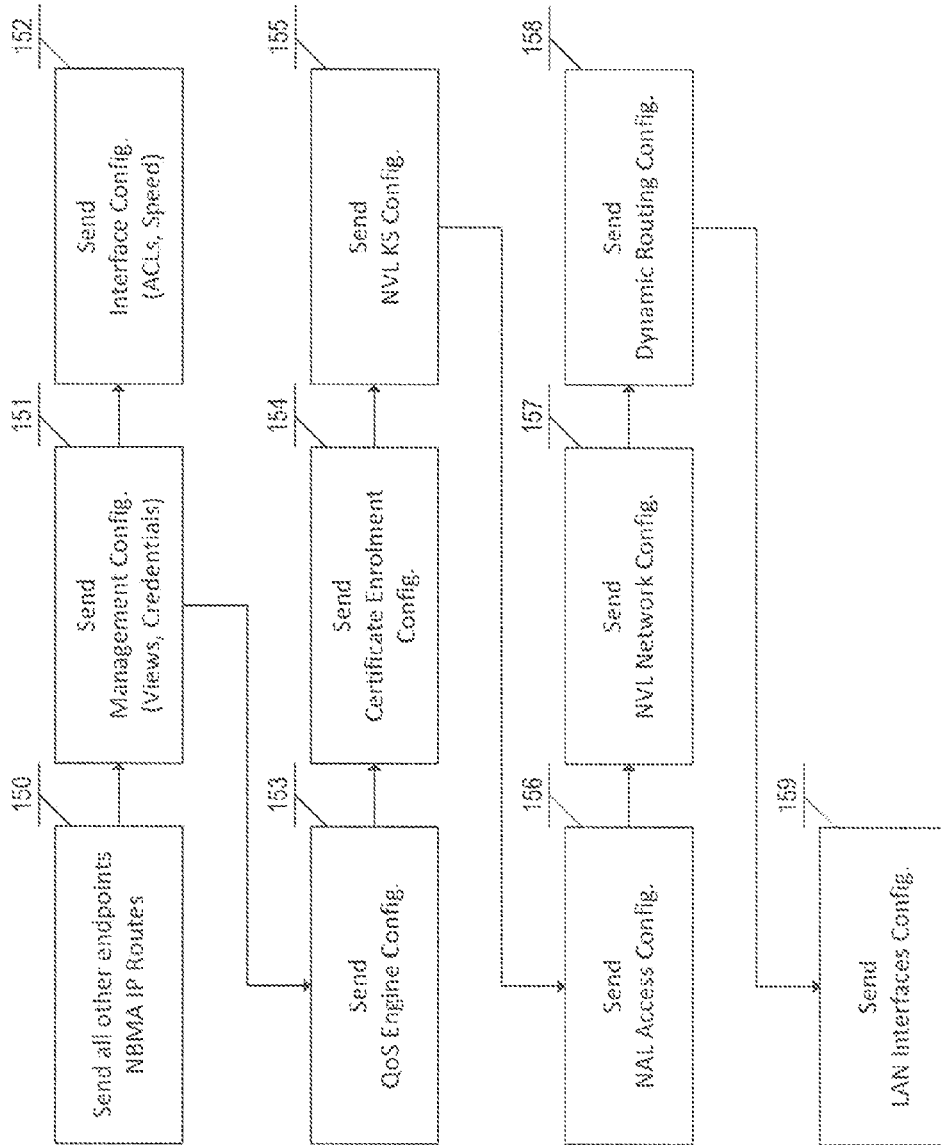 150
Send all other endpoints
NBMA IP Routes
151
Send
Management Config.
(Views, Credentials)
152
Send
Interface Config.
(ACLs, Speed)
153
Send
QoS Engine Config.
154
Send
Certificate Enrolment
Config.
155
Send
NVL KS Config.
156
Send
NAL Access Config.
157
Send
NVL Network Config.
158
Send
Dynamic Routing Config.
159
Send
LAN Interfaces Config.